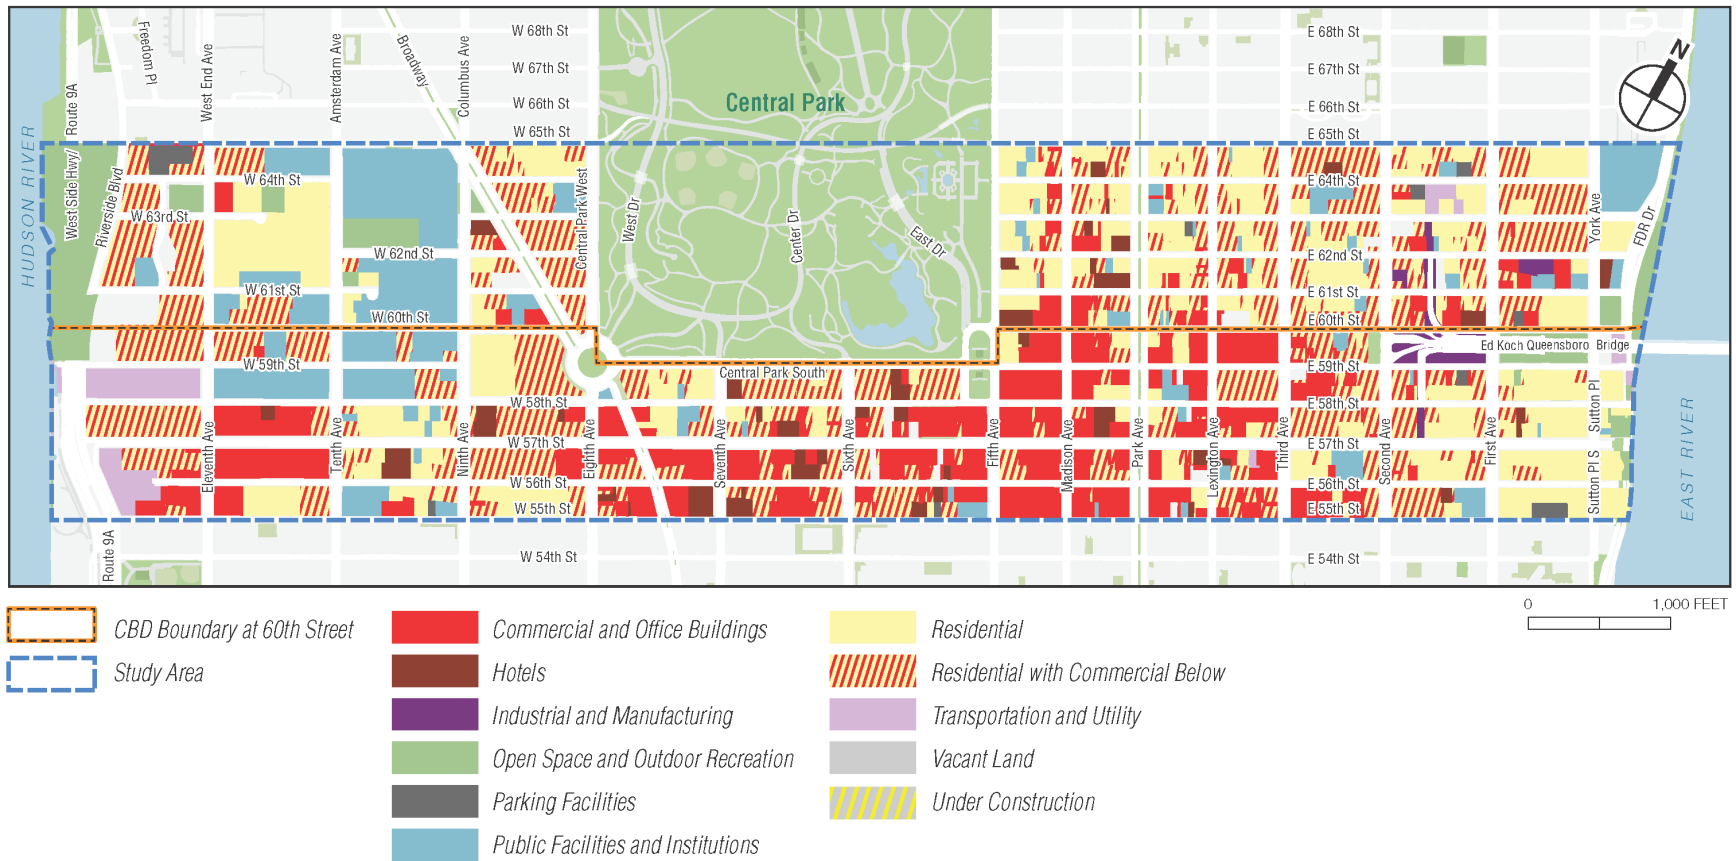 W 68th St
W 67th St
W 66th St
W 65th St
E 68th St
E 67th St
E 66th St
E 65th St
Freedom Pl
West End Ave
Amsterdam Ave
Broadway
Columbus Ave
Central Park
N
HUDSON RIVER
West Side Hwy/ Route 9A
Riverside Blvd
W 64th St
W 63rd St
W 62nd St
W 61st St
W 60th St
W 59th St
Central Park West
West Dr
Center Dr
East Dr
E 64th St
E 62nd St
E 61st St
E 60th St
E 59th St
York Ave
FDR Dr
Ed Koch Queensboro Bridge
Central Park South
W 58th St
W 57th St
W 56th St
W 55th St
W 54th St
E 58th St
E 57th St
E 56th St
E 55th St
E 54th St
Route 9A
Eleventh Ave
Tenth Ave
Ninth Ave
Eighth Ave
Seventh Ave
Sixth Ave
Fifth Ave
Madison Ave
Park Ave
Lexington Ave
Third Ave
Second Ave
First Ave
Sutton Pl
Sutton Pl S
EAST RIVER
0 1,000 FEET
CBD Boundary at 60th Street
Study Area
Commercial and Office Buildings
Hotels
Industrial and Manufacturing
Open Space and Outdoor Recreation
Parking Facilities
Public Facilities and Institutions
Residential
Residential with Commercial Below
Transportation and Utility
Vacant Land
Under Construction